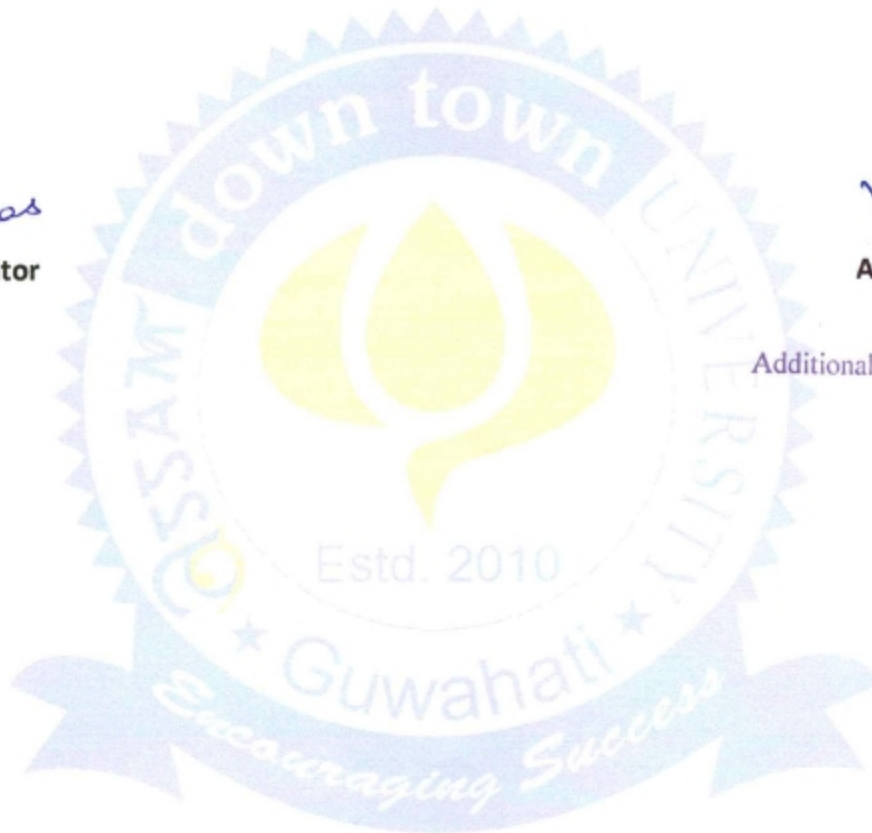 down town
ASSAM
UNIVERSITY
tor
A
Additional
Estd. 2010
★ Guwahati ★
Encouraging Success